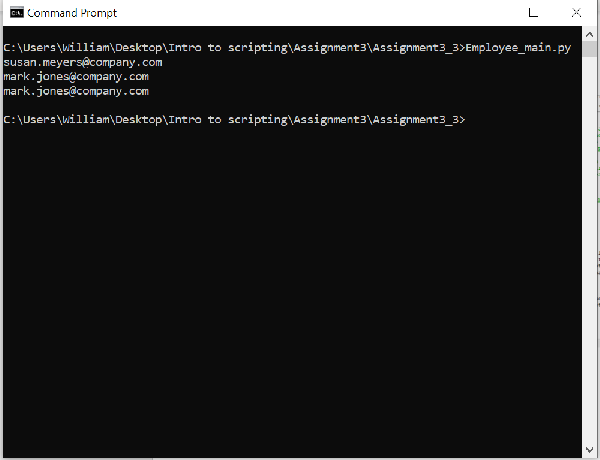 Command Prompt
C:\Users\William\Desktop\Intro to scripting\Assignment3\Assignment3_3>Employee_main.py
susan.meyers@company.com
mark.jones@company.com
mark.jones@company.com
C:\Users\William\Desktop\Intro to scripting\Assignment3\Assignment3_3>